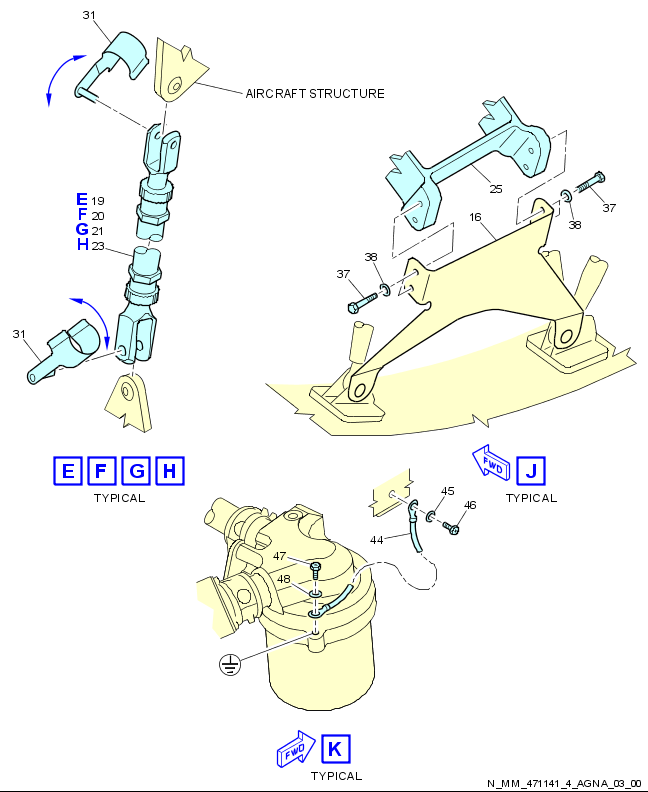 31
AIRCRAFT STRUCTURE
E 19
F 20
G 21
H 23
31
E F G H
TYPICAL
25
16
37
38
38
37
FWD J
TYPICAL
45
46
44
47
48
FWD K
TYPICAL
N_MM_471141_4_AGNA_03_00